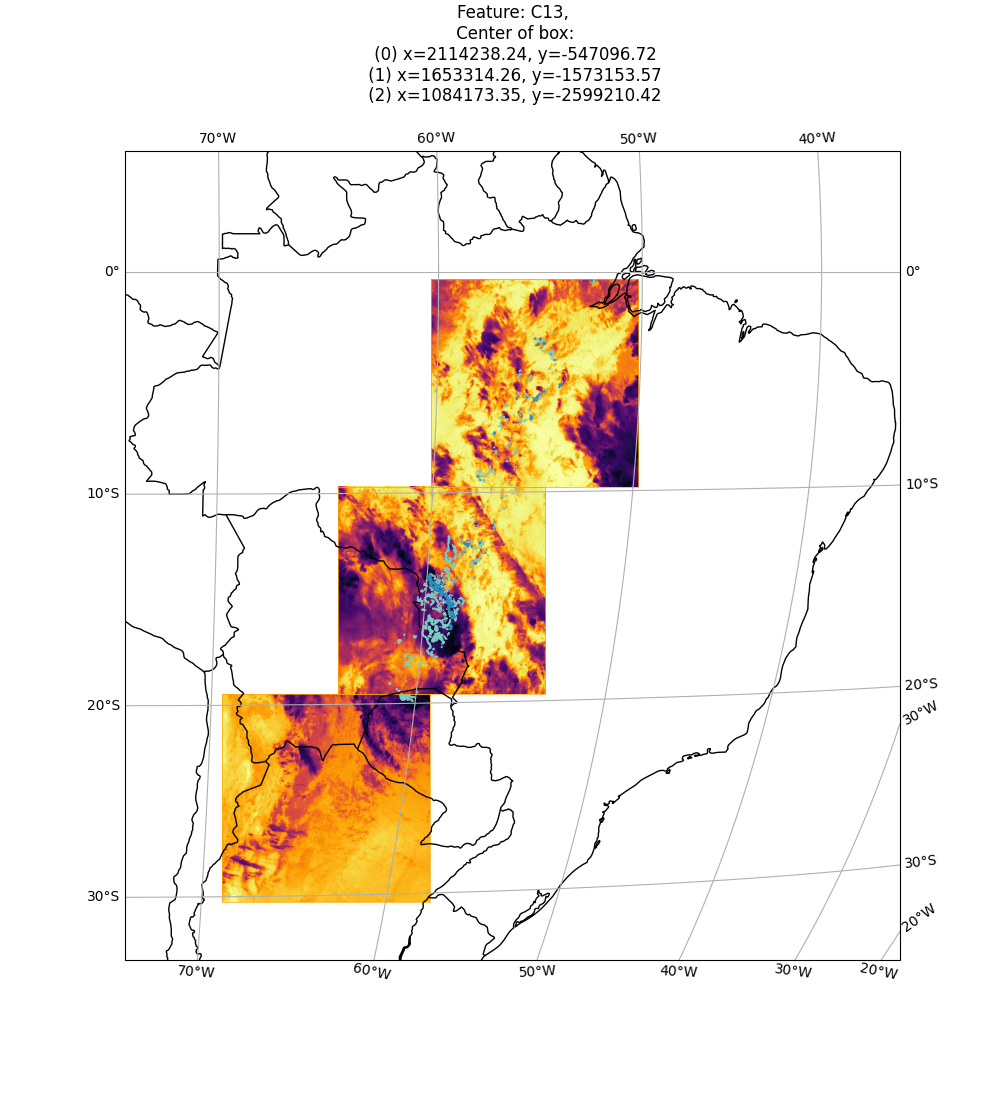 Feature: C13,
Center of box:
(0) x=2114238.24, y=-547096.72
(1) x=1653314.26, y=-1573153.57
(2) x=1084173.35, y=-2599210.42
70°W 60°W 50°W 40°W
0° 0°
10°S 10°S
20°S 20°S
30°W
30°S 30°S
20°W
70°W 60°W 50°W 40°W 30°W 20°W